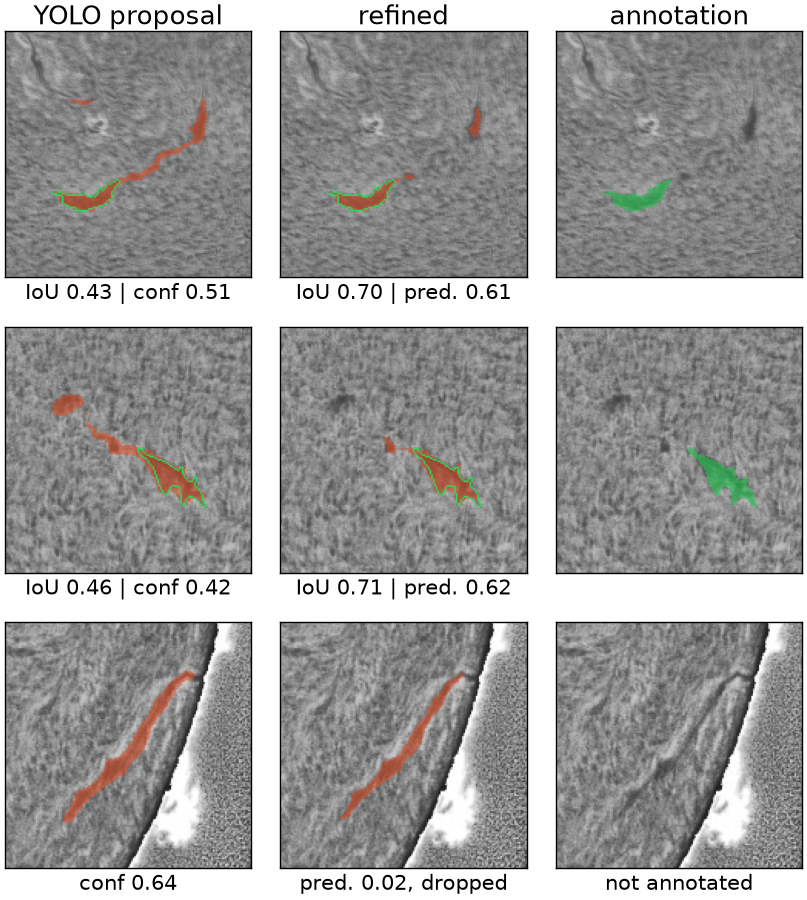 YOLO proposal
refined
annotation
IoU 0.43 | conf 0.51
IoU 0.70 | pred. 0.61
IoU 0.46 | conf 0.42
IoU 0.71 | pred. 0.62
conf 0.64
pred. 0.02, dropped
not annotated